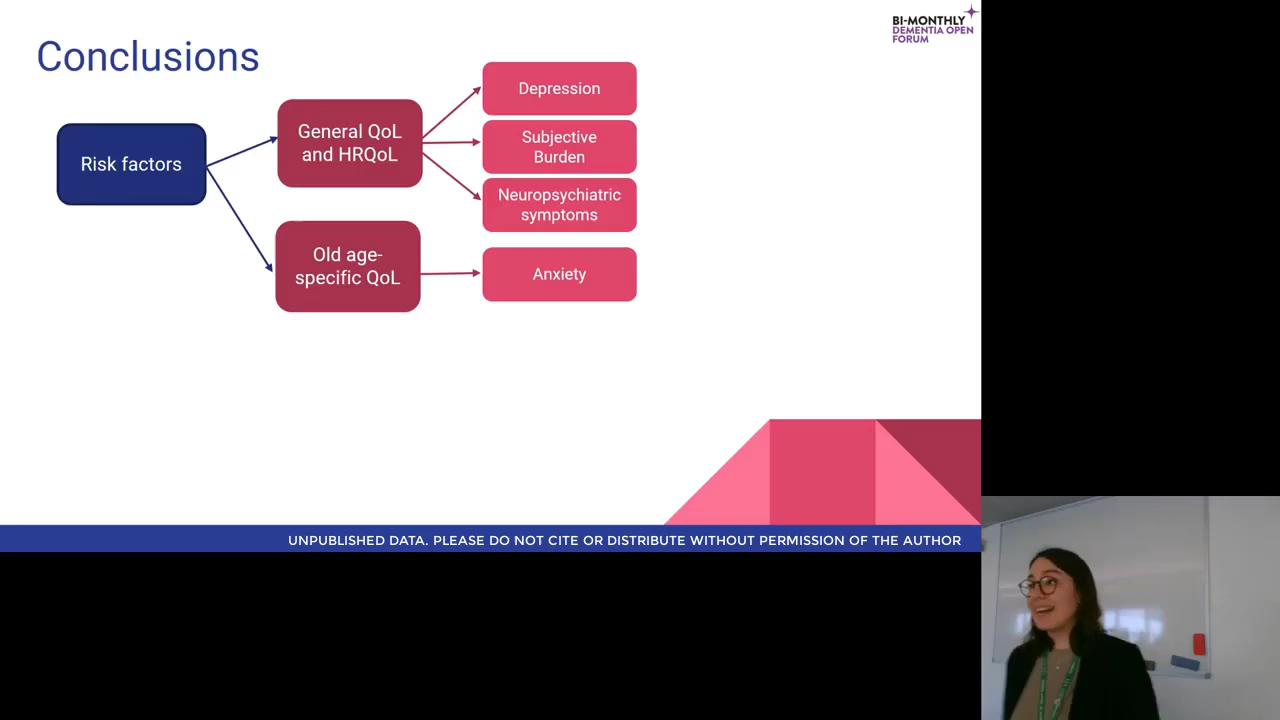 BI-MONTHLY
DEMENTIA OPEN
FORUM
Conclusions
Risk factors
General QoL
and HRQoL
Depression
Subjective
Burden
Neuropsychiatric
symptoms
Old age-
specific QoL
Anxiety
UNPUBLISHED DATA. PLEASE DO NOT CITE OR DISTRIBUTE WITHOUT PERMISSION OF THE AUTHOR